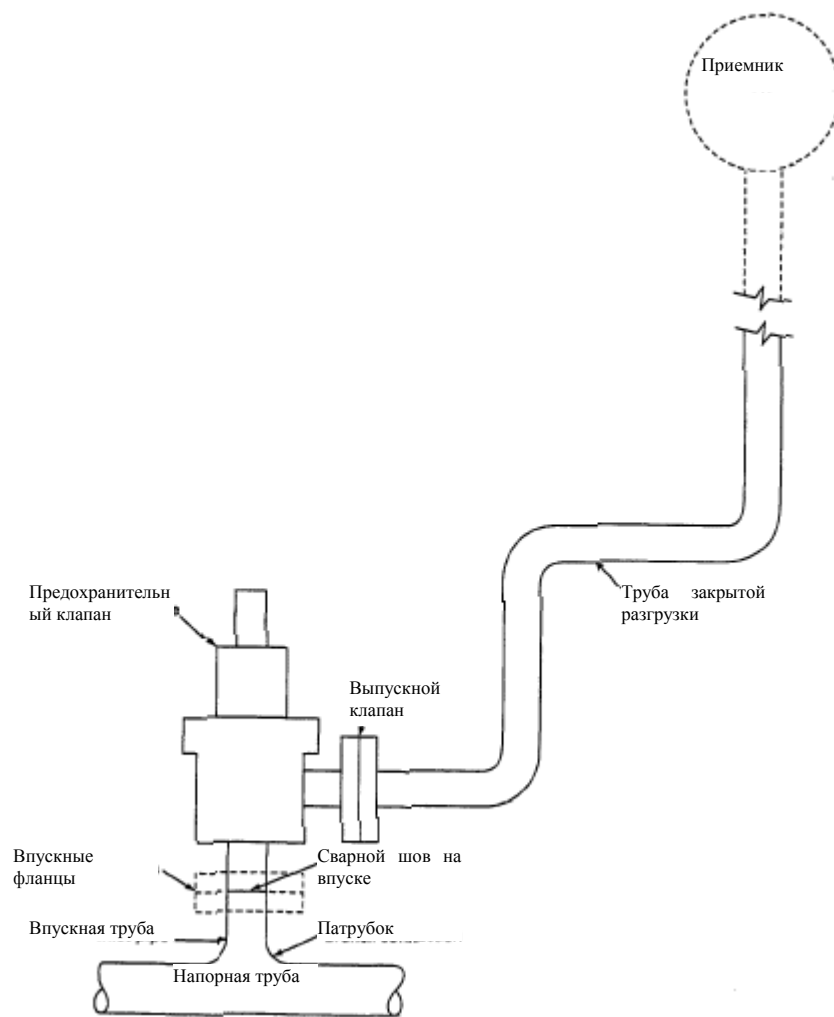 Приемник
Предохранительн
ый клапан
Труба закрытой
разгрузки
Выпускной
клапан
Впускные
фланцы
Сварной шов на
впуске
Впускная труба
Патрубок
Напорная труба